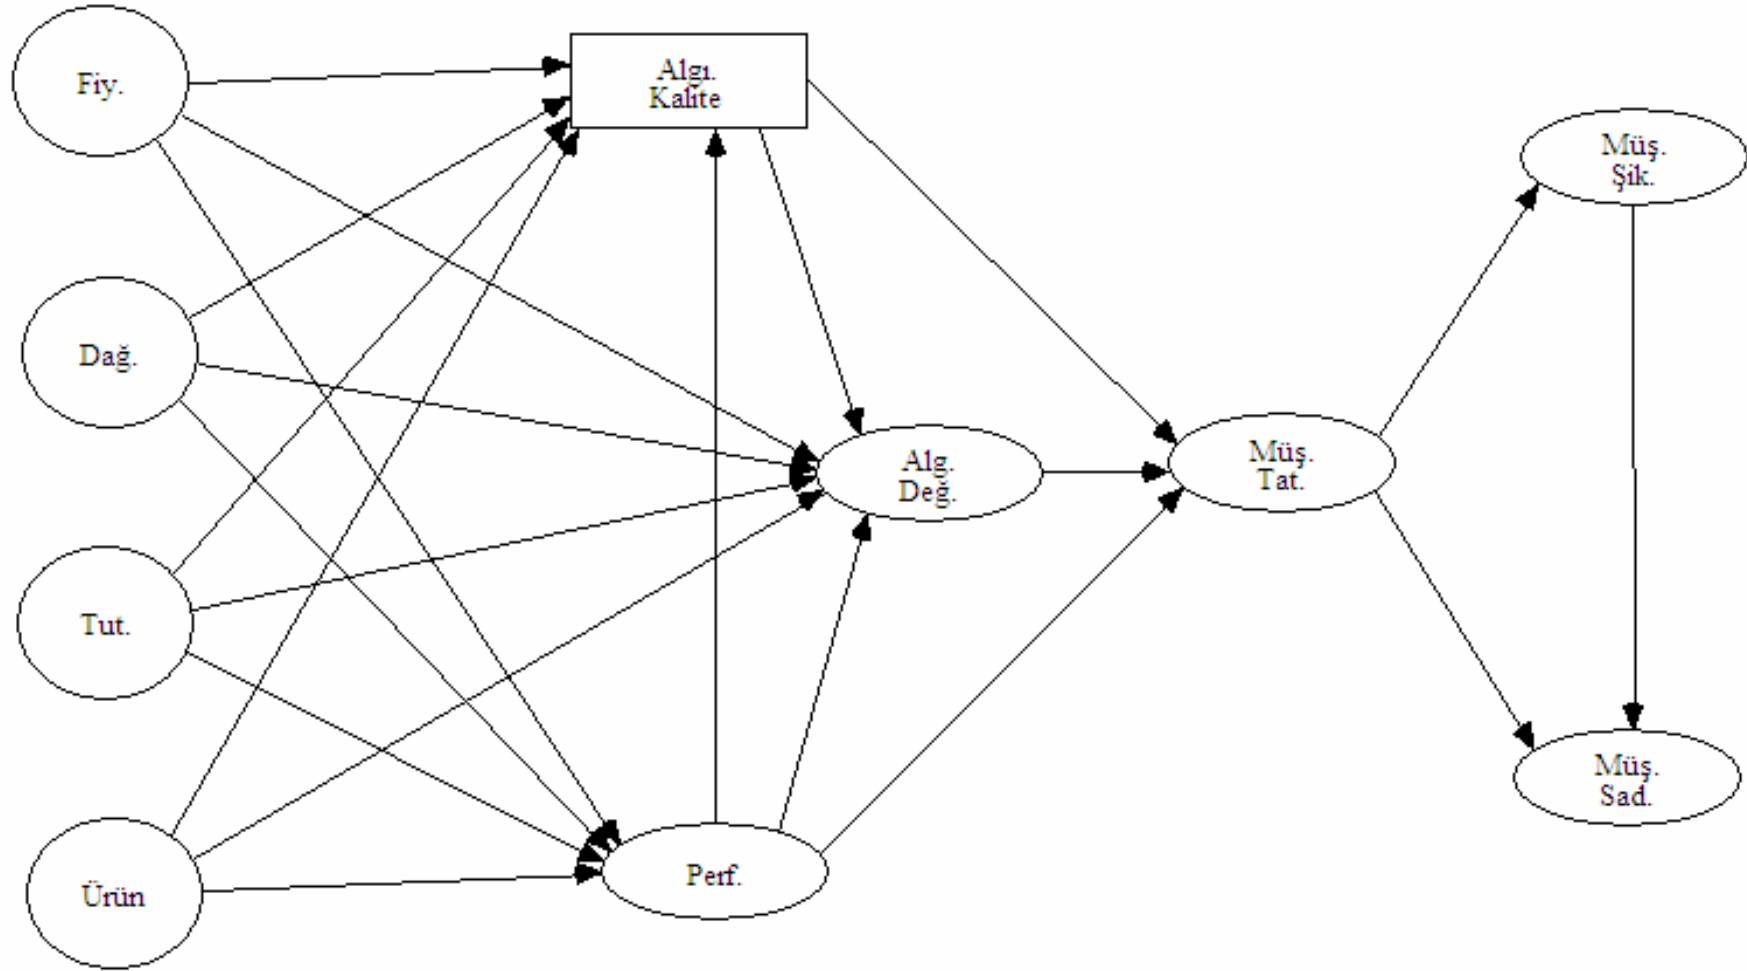 Fiy.
Algı.
Kalite
Müş.
Şik.
Dağ.
Alg.
Değ.
Müş.
Tat.
Tut.
Müş.
Sad.
Perf.
Ürün